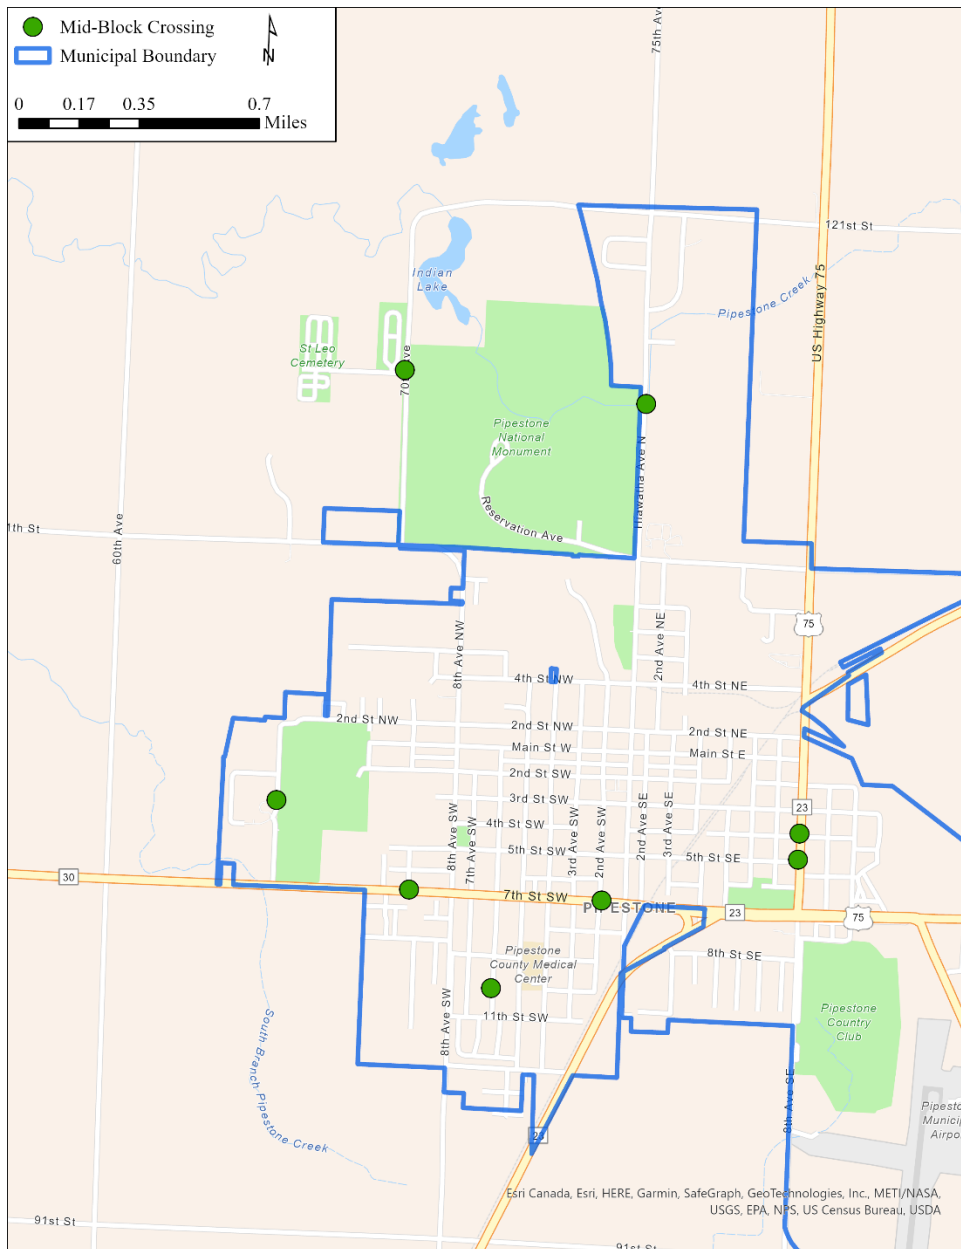 Mid-Block Crossing
Municipal Boundary
N
0 0.17 0.35 0.7
Miles
75th Ave
121st St
Indian
Lake
Pipestone Creek
US Highway 75
St Leo
Cemetery
70th Ave
Pipestone
National
Monument
Hiawatha Ave N
Reservation Ave
60th Ave
1th St
75
8th Ave NW
2nd Ave NE
4th St NW
4th St NE
2nd St NW
2nd St NW
2nd St NE
Main St W
Main St E
2nd St SW
3rd St SW
23
4th St SW
8th Ave SW
7th Ave SW
3rd Ave SW
2nd Ave SW
2nd Ave SE
3rd Ave SE
5th St SW
5th St SE
30
7th St SW
PIPESTONE
23
75
Pipestone
County Medical
Center
8th St SE
11th St SW
8th Ave SW
Pipestone
Country
Club
South Branch Pipestone Creek
8th Ave SE
23
Esri Canada, Esri, HERE, Garmin, SafeGraph, GeoTechnologies, Inc., METI/NASA,
USGS, EPA, NPS, US Census Bureau, USDA
91st St
91st St